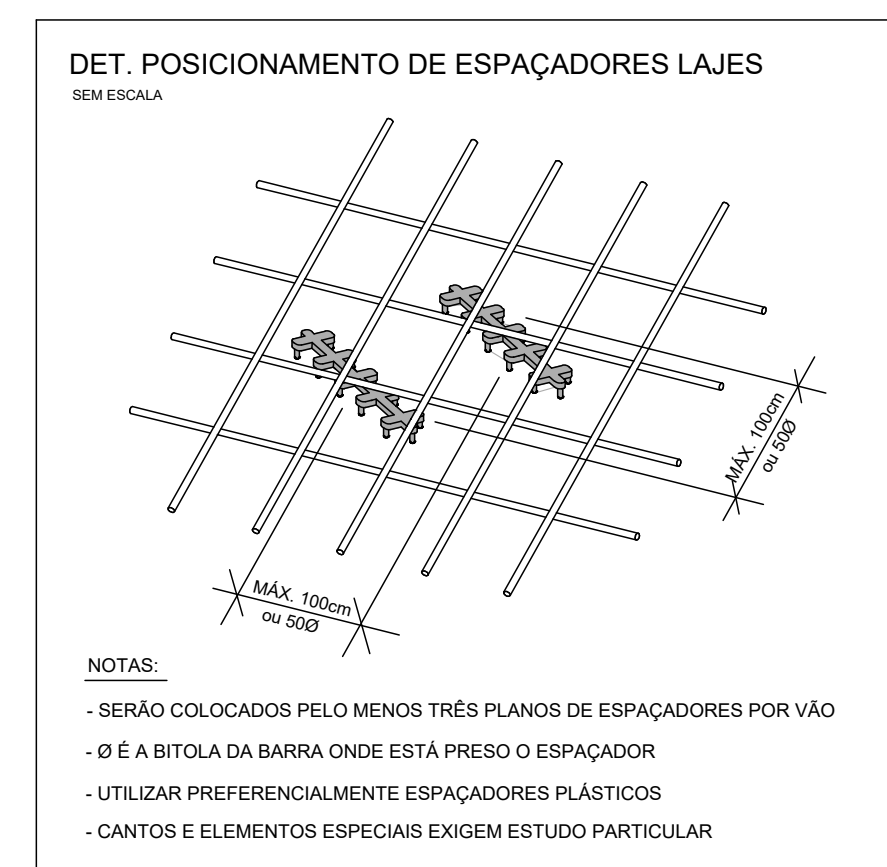 DET. POSICIONAMENTO DE ESPAÇADORES LAJES
SEM ESCALA
MÁX. 100cm
ou 50Ø
MÁX. 100cm
ou 50Ø
NOTAS:
- SERÃO COLOCADOS PELO MENOS TRÊS PLANOS DE ESPAÇADORES POR VÃO
- Ø É A BITOLA DA BARRA ONDE ESTÁ PRESO O ESPAÇADOR
- UTILIZAR PREFERENCIALMENTE ESPAÇADORES PLÁSTICOS
- CANTOS E ELEMENTOS ESPECIAIS EXIGEM ESTUDO PARTICULAR